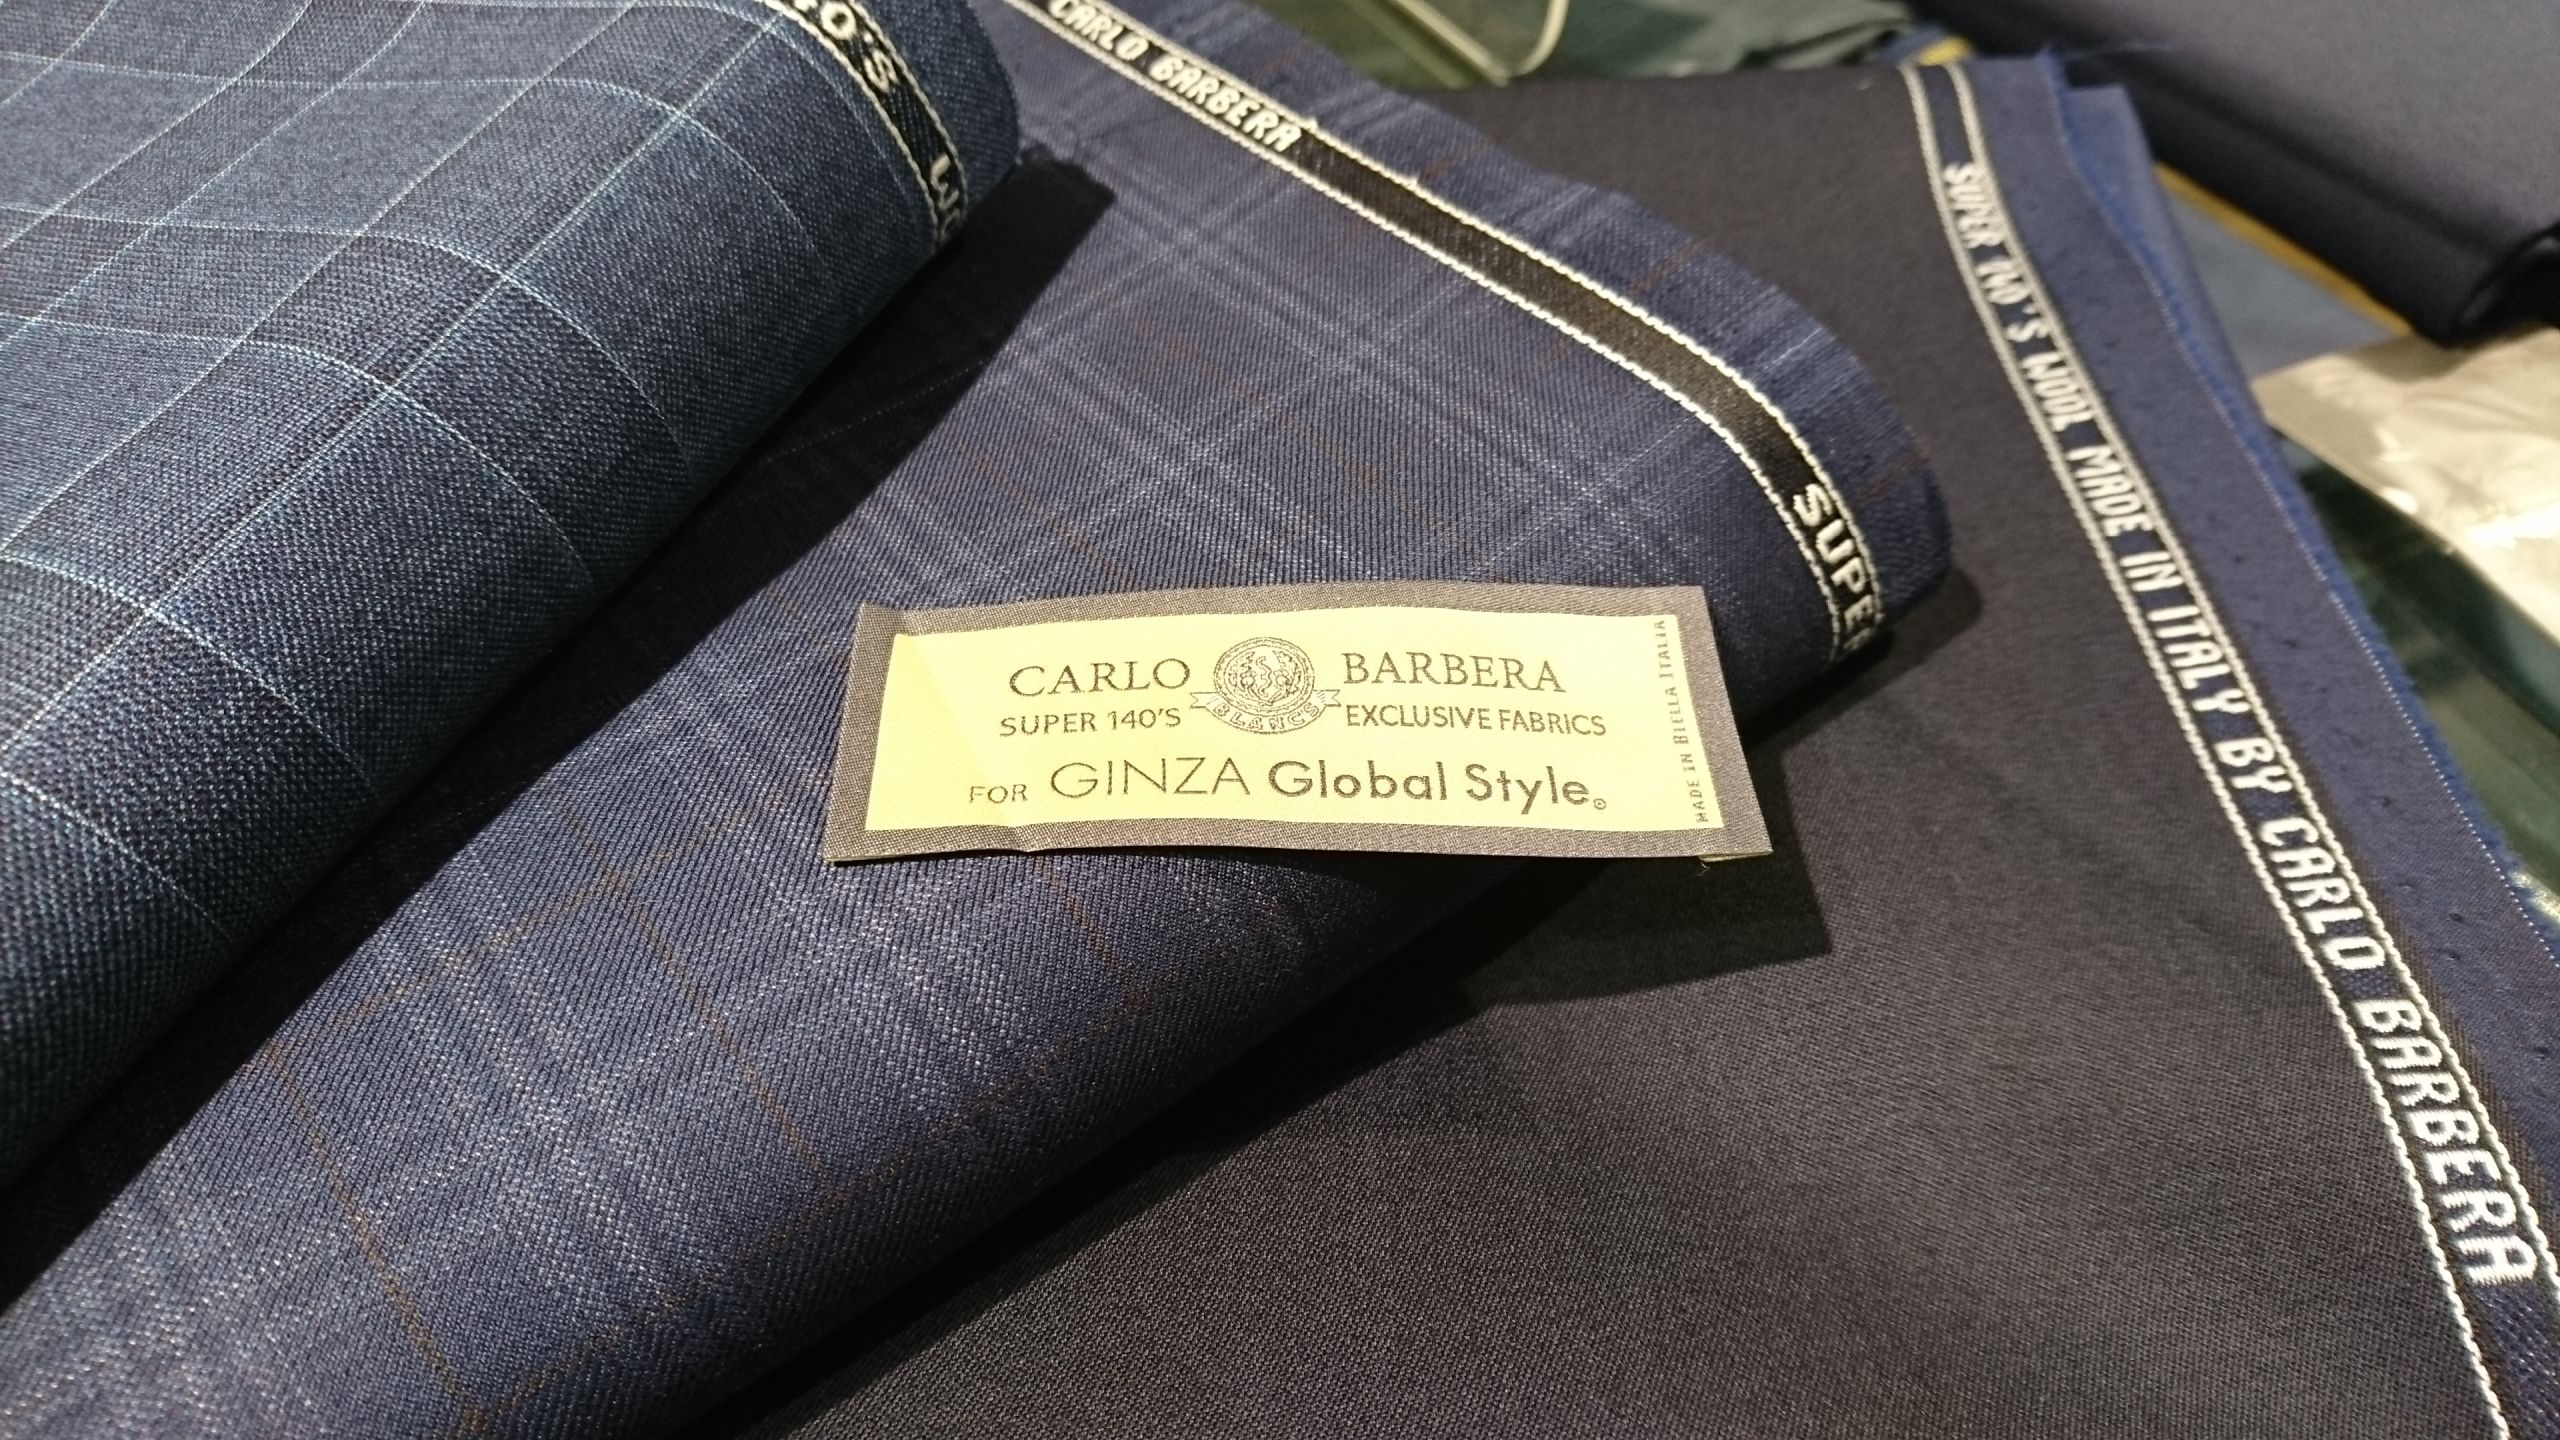 CARLO BARBERA
SUPER
SUPER 140'S WOOL MADE IN ITALY BY CARLO BARBERA
CARLO BARBERA
SUPER 140'S BLANCS EXCLUSIVE FABRICS
FOR GINZA Global Style
MADE IN BIELLA ITALIA